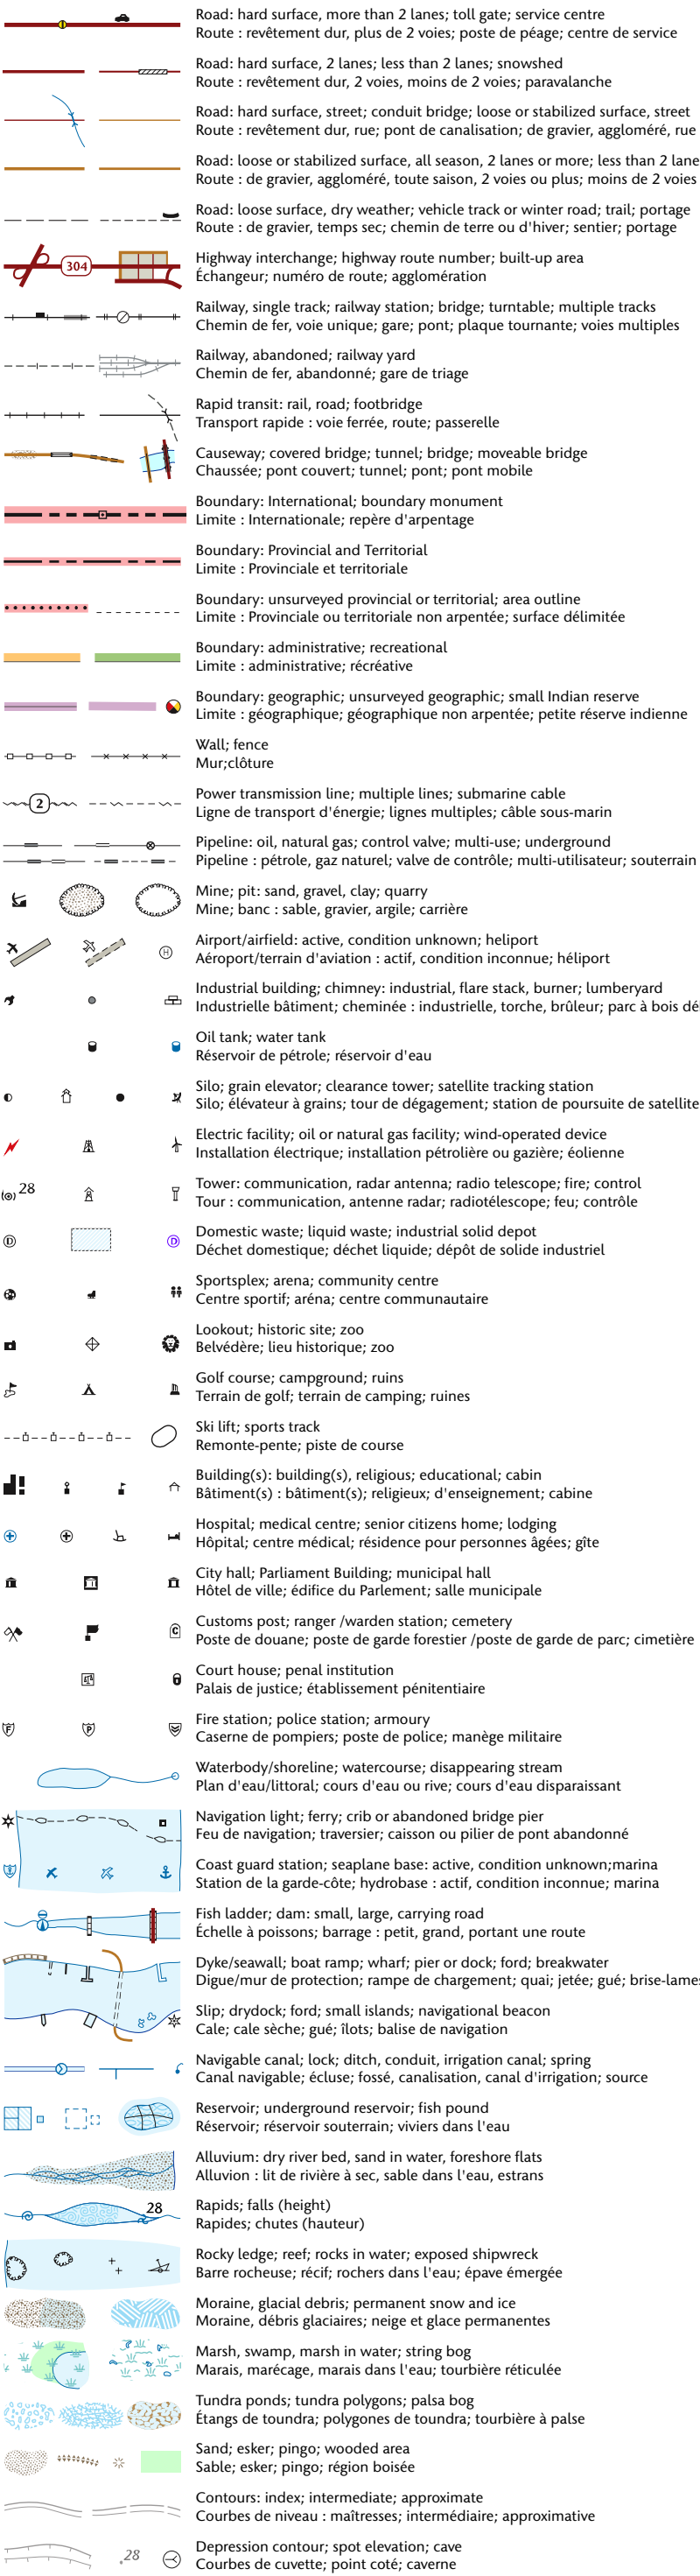 Road: hard surface, more than 2 lanes; toll gate; service centre
Route : revêtement dur, plus de 2 voies; poste de péage; centre de service
Road: hard surface, 2 lanes; less than 2 lanes; snowshed
Route : revêtement dur, 2 voies, moins de 2 voies; paravalanche
Road: hard surface, street; conduit bridge; loose or stabilized surface, street
Route : revêtement dur, rue; pont de canalisation; de gravier, aggloméré, rue
Road: loose or stabilized surface, all season, 2 lanes or more; less than 2 lane
Route : de gravier, aggloméré, toute saison, 2 voies ou plus; moins de 2 voies
Road: loose surface, dry weather; vehicle track or winter road; trail; portage
Route : de gravier, temps sec; chemin de terre ou d'hiver; sentier; portage
304
Highway interchange; highway route number; built-up area
Échangeur; numéro de route; agglomération
Railway, single track; railway station; bridge; turntable; multiple tracks
Chemin de fer, voie unique; gare; pont; plaque tournante; voies multiples
Railway, abandoned; railway yard
Chemin de fer, abandonné; gare de triage
Rapid transit: rail, road; footbridge
Transport rapide : voie ferrée, route; passerelle
Causeway; covered bridge; tunnel; bridge; moveable bridge
Chaussée; pont couvert; tunnel; pont; pont mobile
Boundary: International; boundary monument
Limite : Internationale; repère d'arpentage
Boundary: Provincial and Territorial
Limite : Provinciale et territoriale
Boundary: unsurveyed provincial or territorial; area outline
Limite : Provinciale ou territoriale non arpentée; surface délimitée
Boundary: administrative; recreational
Limite : administrative; récréative
Boundary: geographic; unsurveyed geographic; small Indian reserve
Limite : géographique; géographique non arpentée; petite réserve indienne
Wall; fence
Mur;clôture
2
Power transmission line; multiple lines; submarine cable
Ligne de transport d'énergie; lignes multiples; câble sous-marin
Pipeline: oil, natural gas; control valve; multi-use; underground
Pipeline : pétrole, gaz naturel; valve de contrôle; multi-utilisateur; souterrain
Mine; pit: sand, gravel, clay; quarry
Mine; banc : sable, gravier, argile; carrière
H
Airport/airfield: active, condition unknown; heliport
Aéroport/terrain d'aviation : actif, condition inconnue; héliport
Industrial building; chimney: industrial, flare stack, burner; lumberyard
Industrielle bâtiment; cheminée : industrielle, torche, brûleur; parc à bois dé
Oil tank; water tank
Réservoir de pétrole; réservoir d'eau
Silo; grain elevator; clearance tower; satellite tracking station
Silo; élévateur à grains; tour de dégagement; station de poursuite de satellite
Electric facility; oil or natural gas facility; wind-operated device
Installation électrique; installation pétrolière ou gazière; éolienne
28
Tower: communication, radar antenna; radio telescope; fire; control
Tour : communication, antenne radar; radiotélescope; feu; contrôle
D D
Domestic waste; liquid waste; industrial solid depot
Déchet domestique; déchet liquide; dépôt de solide industriel
Sportsplex; arena; community centre
Centre sportif; aréna; centre communautaire
Lookout; historic site; zoo
Belvédère; lieu historique; zoo
Golf course; campground; ruins
Terrain de golf; terrain de camping; ruines
Ski lift; sports track
Remonte-pente; piste de course
Building(s): building(s), religious; educational; cabin
Bâtiment(s) : bâtiment(s); religieux; d'enseignement; cabine
Hospital; medical centre; senior citizens home; lodging
Hôpital; centre médical; résidence pour personnes âgées; gîte
City hall; Parliament Building; municipal hall
Hôtel de ville; édifice du Parlement; salle municipale
C
Customs post; ranger /warden station; cemetery
Poste de douane; poste de garde forestier /poste de garde de parc; cimetière
Court house; penal institution
Palais de justice; établissement pénitentiaire
F P
Fire station; police station; armoury
Caserne de pompiers; poste de police; manège militaire
Waterbody/shoreline; watercourse; disappearing stream
Plan d'eau/littoral; cours d'eau ou rive; cours d'eau disparaissant
Navigation light; ferry; crib or abandoned bridge pier
Feu de navigation; traversier; caisson ou pilier de pont abandonné
Coast guard station; seaplane base: active, condition unknown;marina
Station de la garde-côte; hydrobase : actif, condition inconnue; marina
Fish ladder; dam: small, large, carrying road
Échelle à poissons; barrage : petit, grand, portant une route
Dyke/seawall; boat ramp; wharf; pier or dock; ford; breakwater
Digue/mur de protection; rampe de chargement; quai; jetée; gué; brise-lames
Slip; drydock; ford; small islands; navigational beacon
Cale; cale sèche; gué; îlots; balise de navigation
Navigable canal; lock; ditch, conduit, irrigation canal; spring
Canal navigable; écluse; fossé, canalisation, canal d'irrigation; source
Reservoir; underground reservoir; fish pound
Réservoir; réservoir souterrain; viviers dans l'eau
Alluvium: dry river bed, sand in water, foreshore flats
Alluvion : lit de rivière à sec, sable dans l'eau, estrans
28
Rapids; falls (height)
Rapides; chutes (hauteur)
Rocky ledge; reef; rocks in water; exposed shipwreck
Barre rocheuse; récif; rochers dans l'eau; épave émergée
Moraine, glacial debris; permanent snow and ice
Moraine, débris glaciaires; neige et glace permanentes
Marsh, swamp, marsh in water; string bog
Marais, marécage, marais dans l'eau; tourbière réticulée
Tundra ponds; tundra polygons; palsa bog
Étangs de toundra; polygones de toundra; tourbière à palse
Sand; esker; pingo; wooded area
Sable; esker; pingo; région boisée
Contours: index; intermediate; approximate
Courbes de niveau : maîtresses; intermédiaire; approximative
.28
Depression contour; spot elevation; cave
Courbes de cuvette; point coté; caverne